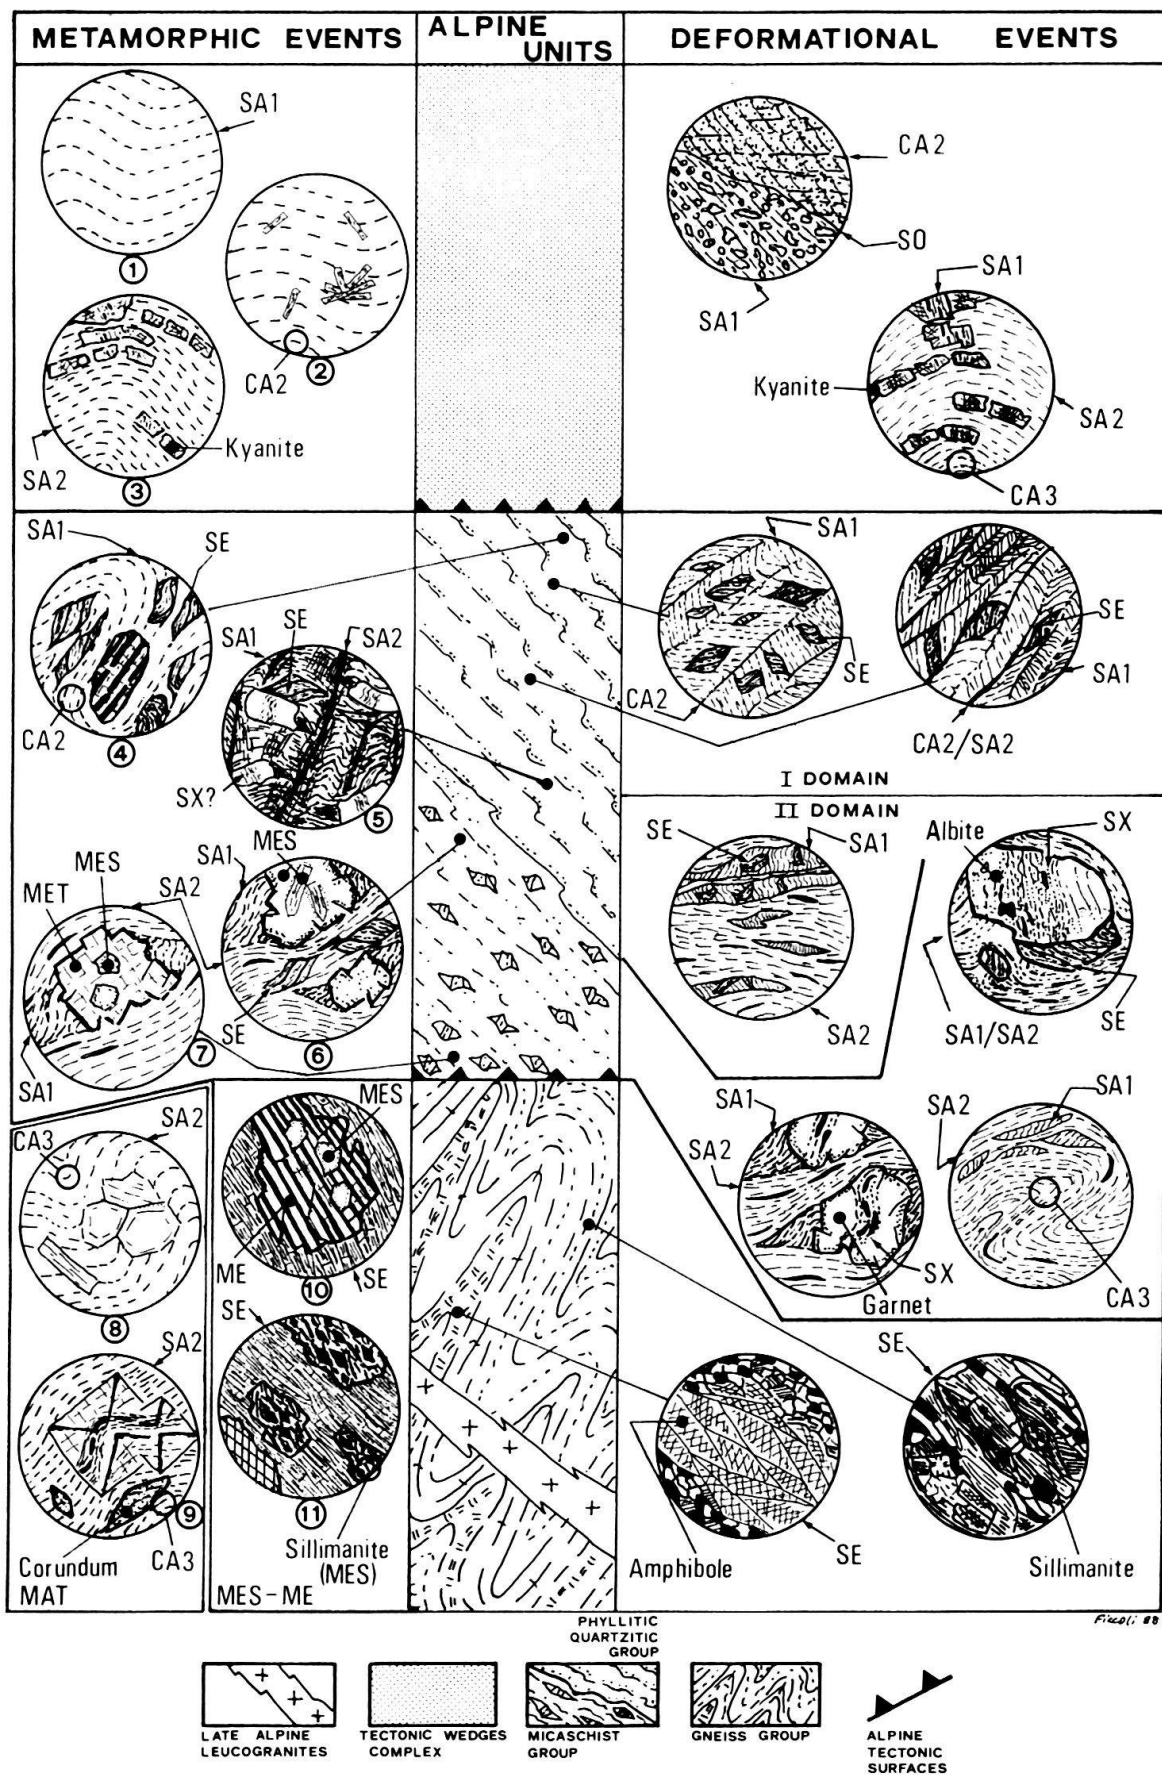 METAMORPHIC EVENTS
ALPINE
UNITS
DEFORMATIONAL EVENTS
SA1
1
CA2
2
SA2
Kyanite
3
CA2
SO
SA1
SA1
Kyanite
SA2
CA3
SA1
SE
CA2
4
SA1
SE
SA2
SX?
5
SA1
SE
CA2
SE
SA1
CA2/SA2
I DOMAIN
II DOMAIN
MES
MET
SA2
SA1
7
SA1
MES
SE
6
SE
SA1
SA2
Albite
SX
SA1/SA2
SE
CA3
SA2
8
MES
ME
SE
10
SA1
SA2
SX
Garnet
SA2
SA1
CA3
SA2
9
Corundum
CA3
MAT
SE
11
Sillimanite
(MES)
MES-ME
Amphibole
SE
SE
Sillimanite
Ficcoli 88
PHYLLITIC
QUARTZITIC
GROUP
LATE ALPINE
LEUCOGRANITES
TECTONIC WEDGES
COMPLEX
MICASCHIST
GROUP
GNEISS GROUP
ALPINE
TECTONIC
SURFACES